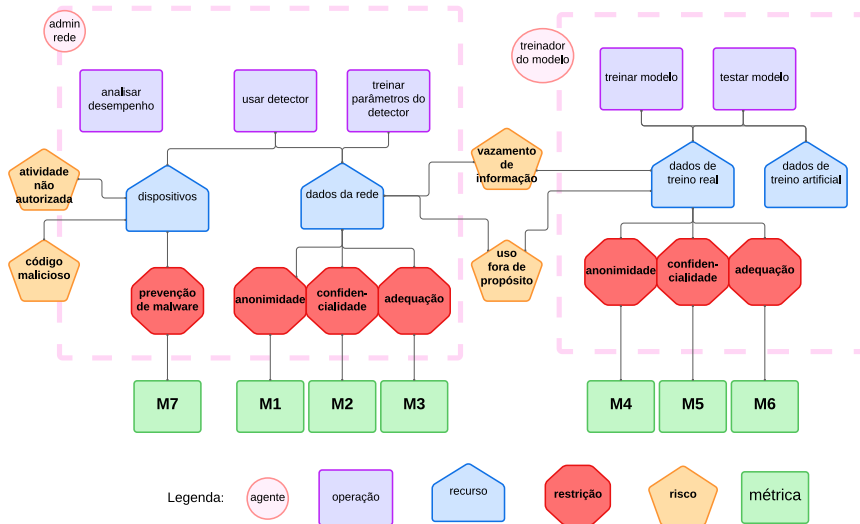 admin
rede
treinador
do modelo
analisar
desempenho
usar detector
treinar
parâmetros do
detector
treinar modelo
testar modelo
atividade
não
autorizada
código
malicioso
dispositivos
dados da rede
vazamento
de
informação
uso
fora de
propósito
dados de
treino real
dados de
treino artificial
prevenção
de malware
anonimidade
confiden-
cialidade
adequação
anonimidade
confiden-
cialidade
adequação
M7
M1
M2
M3
M4
M5
M6
Legenda:
agente
operação
recurso
restrição
risco
métrica